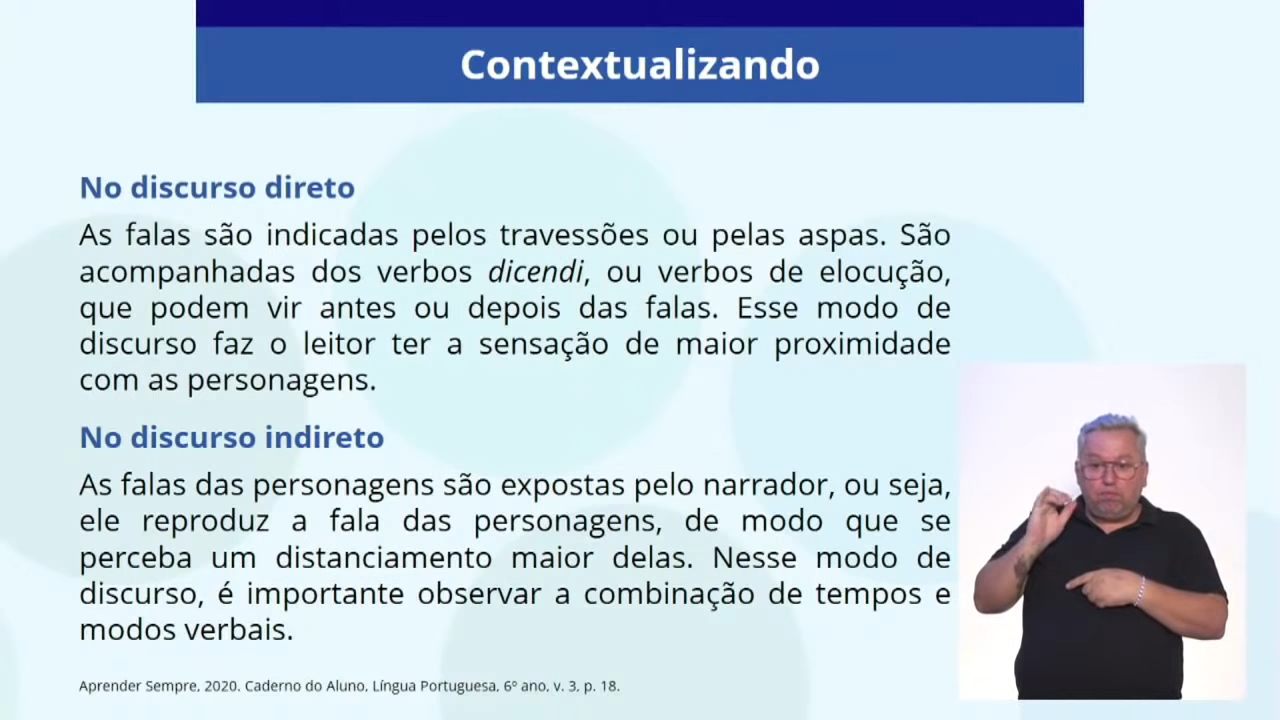 Contextualizando
No discurso direto
As falas são indicadas pelos travessões ou pelas aspas. São
acompanhadas dos verbos dicendi, ou verbos de elocução,
que podem vir antes ou depois das falas. Esse modo de
discurso faz o leitor ter a sensação de maior proximidade
com as personagens.
No discurso indireto
As falas das personagens são expostas pelo narrador, ou seja,
ele reproduz a fala das personagens, de modo que se
perceba um distanciamento maior delas. Nesse modo de
discurso, é importante observar a combinação de tempos e
modos verbais.
Aprender Sempre, 2020. Caderno do Aluno, Língua Portuguesa. 6º ano, v. 3, p. 18.